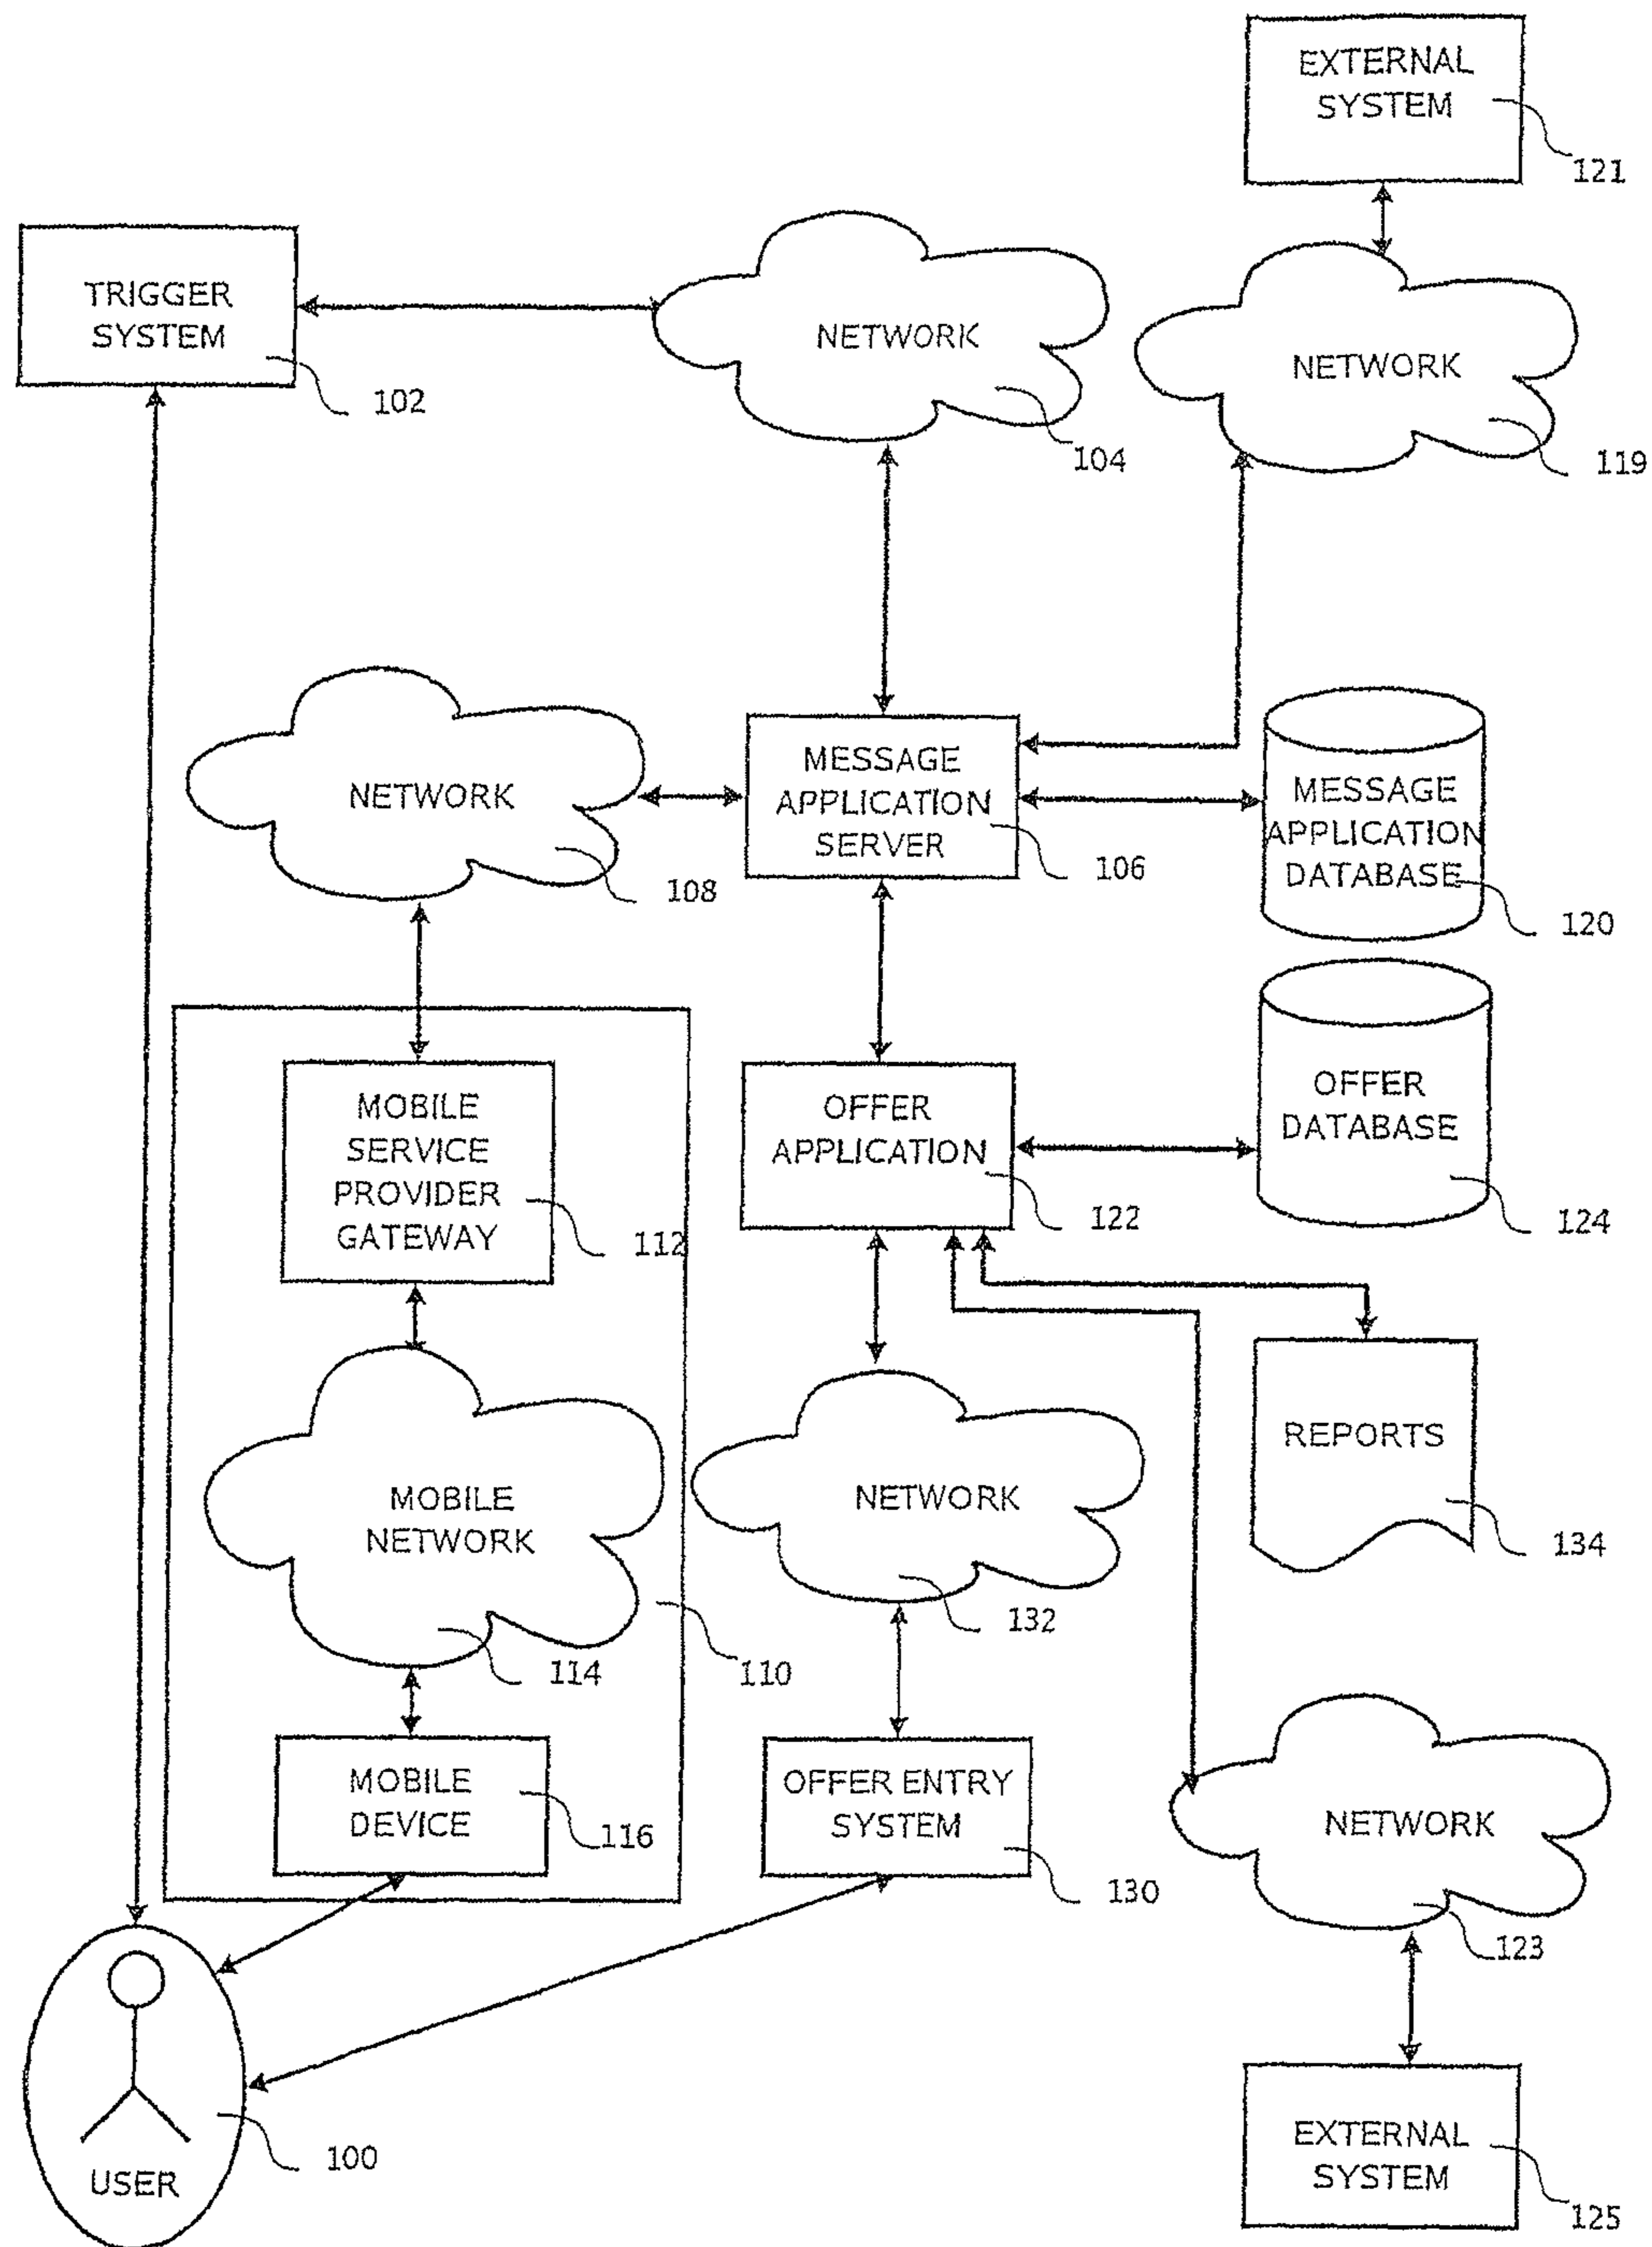 EXTERNAL
SYSTEM
121
TRIGGER
SYSTEM
102
NETWORK
104
NETWORK
119
NETWORK
108
MESSAGE
APPLICATION
SERVER
106
MESSAGE
APPLICATION
DATABASE
120
MOBILE
SERVICE
PROVIDER
GATEWAY
112
OFFER
APPLICATION
122
OFFER
DATABASE
124
MOBILE
NETWORK
114
110
NETWORK
132
REPORTS
134
MOBILE
DEVICE
116
OFFER ENTRY
SYSTEM
130
NETWORK
123
USER
100
EXTERNAL
SYSTEM
125